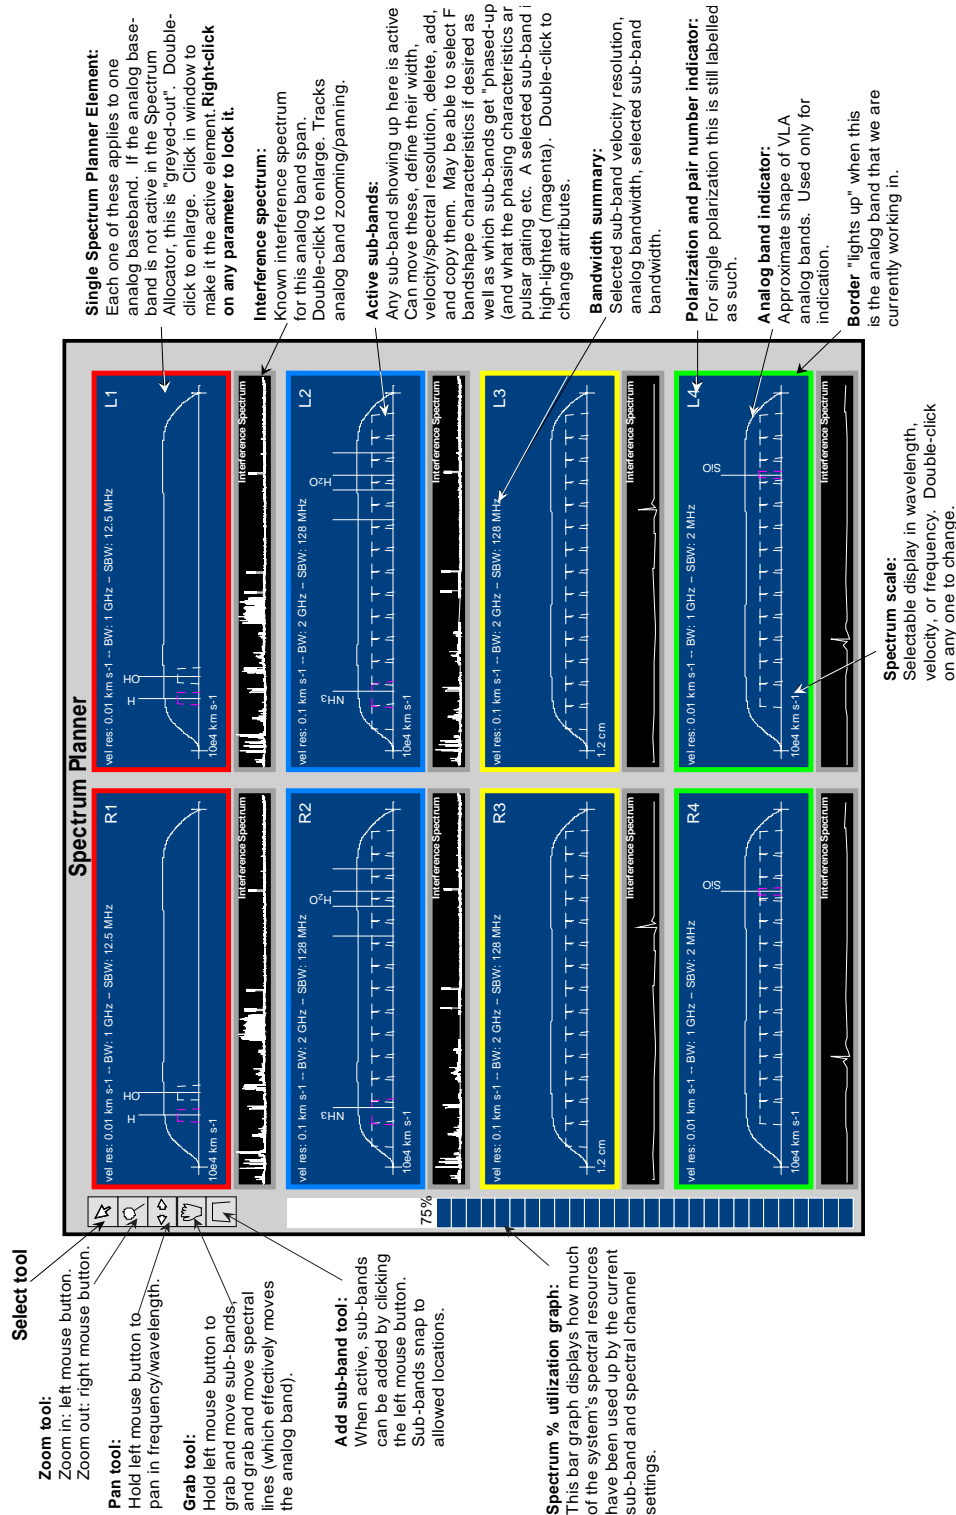 Select tool
Zoom tool:
Zoom in: left mouse button.
Zoom out: right mouse button.
Pan tool:
Hold left mouse button to
pan in frequency/wavelength.
Grab tool:
Hold left mouse button to
grab and move sub-bands,
and grab and move spectral
lines (which effectively moves
the analog band).
Add sub-band tool:
When active, sub-bands
can be added by clicking
the left mouse button.
Sub-bands snap to
allowed locations.
Spectrum % utilization graph:
This bar graph displays how much
of the system's spectral resources
have been used up by the current
sub-band and spectral channel
settings.
Spectrum Planner
75%
vel res: 0.01 km s-1 -- BW: 1 GHz -- SBW: 12.5 MHz
R1
H
OH
10e4 km s-1
Interference Spectrum
vel res: 0.01 km s-1 -- BW: 1 GHz -- SBW: 12.5 MHz
L1
H
OH
10e4 km s-1
Interference Spectrum
vel res: 0.1 km s-1 -- BW: 2 GHz -- SBW: 128 MHz
R2
NH3
H2O
10e4 km s-1
Interference Spectrum
vel res: 0.1 km s-1 -- BW: 2 GHz -- SBW: 128 MHz
L2
NH3
H2O
10e4 km s-1
Interference Spectrum
vel res: 0.1 km s-1 -- BW: 2 GHz -- SBW: 128 MHz
R3
1.2 cm
Interference Spectrum
vel res: 0.1 km s-1 -- BW: 2 GHz -- SBW: 128 MHz
L3
1.2 cm
Interference Spectrum
vel res: 0.01 km s-1 -- BW: 1 GHz -- SBW: 2 MHz
R4
SiO
10e4 km s-1
Interference Spectrum
vel res: 0.01 km s-1 -- BW: 1 GHz -- SBW: 2 MHz
L4
SiO
10e4 km s-1
Interference Spectrum
Single Spectrum Planner Element:
Each one of these applies to one
analog baseband. If the analog base-
band is not active in the Spectrum
Allocator, this is "greyed-out". Double-
click to enlarge. Click in window to
make it the active element. Right-click
on any parameter to lock it.
Interference spectrum:
Known interference spectrum
for this analog band span.
Double-click to enlarge. Tracks
analog band zooming/panning.
Active sub-bands:
Any sub-band showing up here is active
Can move these, define their width,
velocity/spectral resolution, delete, add,
and copy them. May be able to select F
bandshape characteristics if desired as
well as which sub-bands get "phased-up
(and what the phasing characteristics ar
pulsar gating etc. A selected sub-band i
high-lighted (magenta). Double-click to
change attributes.
Bandwidth summary:
Selected sub-band velocity resolution,
analog bandwidth, selected sub-band
bandwidth.
Polarization and pair number indicator:
For single polarization this is still labelled
as such.
Analog band indicator:
Approximate shape of VLA
analog bands. Used only for
indication.
Border "lights up" when this
is the analog band that we are
currently working in.
Spectrum scale:
Selectable display in wavelength,
velocity, or frequency. Double-click
on any one to change.